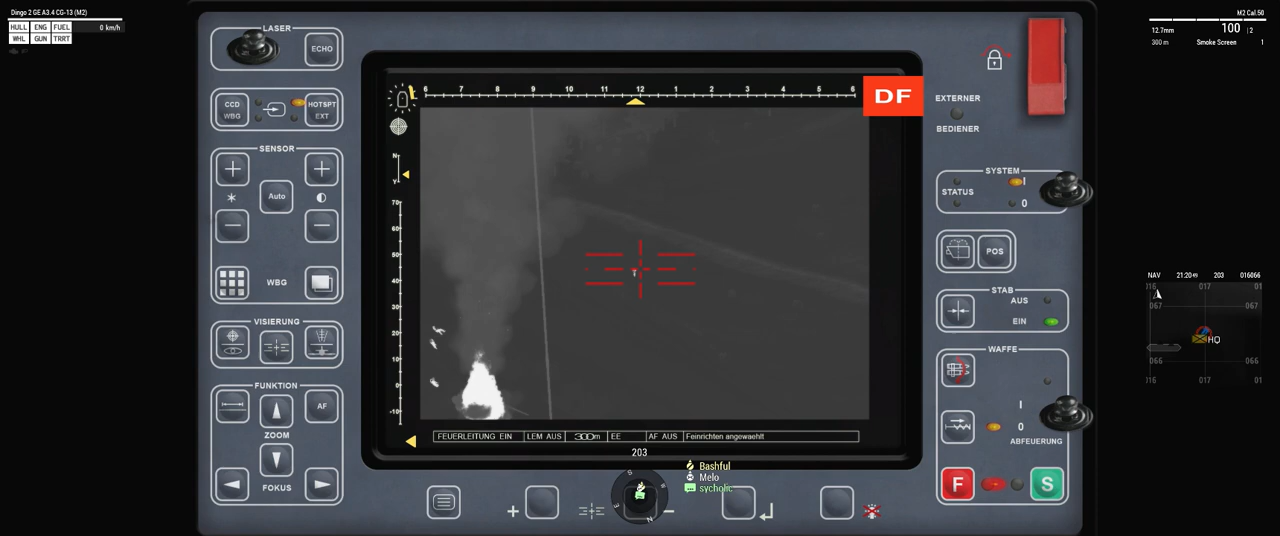 Dingo 2 GE A3.4 CG-13 (M2)
HULL ENG FUEL 0 km/h
WHL GUN TRRT
M2 Cal.50
12.7mm 100 |2
300 m Smoke Screen 1
LASER
ECHO
CCD WBG
HOTSPT EXT
SENSOR
Auto
WBG
VISIERUNG
FUNKTION
AF
ZOOM
FOKUS
6 7 8 9 10 11 12 1 2 3 4 5 6
DF
N
Y
70
60
50
40
30
20
10
0
-10
FEUERLEITUNG EIN LEM AUS 300m EE AF AUS Feinrichten angewaehlt
203
Bashful
Melo
sycholic
S
E
N
+
-
EXTERNER
BEDIENER
SYSTEM
STATUS
I
0
POS
STAB
AUS
EIN
WAFFE
I
0
ABFEUERUNG
F S
NAV 21:20:49 203 016066
016 017 01
067 067
HQ
066 066
016 017 01